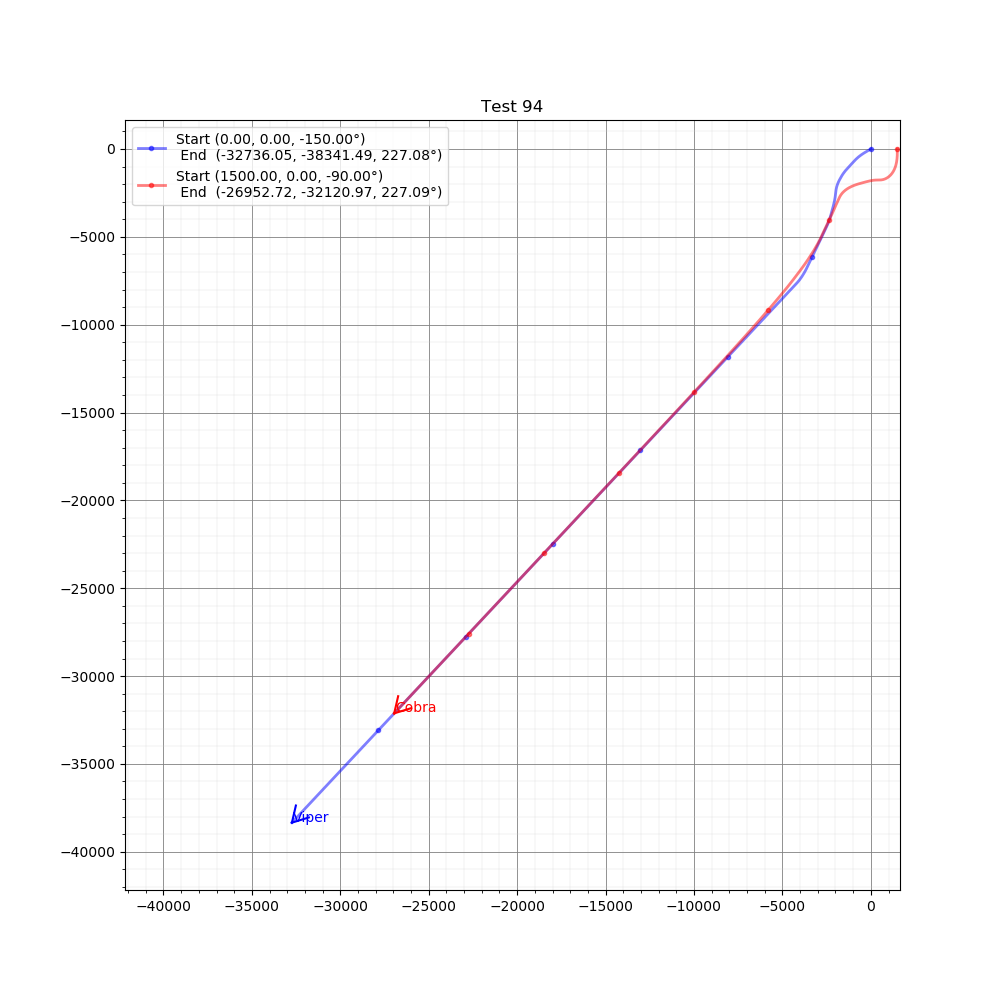 Test 94
Start (0.00, 0.00, -150.00°)
End (-32736.05, -38341.49, 227.08°)
Start (1500.00, 0.00, -90.00°)
End (-26952.72, -32120.97, 227.09°)
0
−5000
−10000
−15000
−20000
−25000
−30000
−35000
−40000
Cobra
Viper
−40000 −35000 −30000 −25000 −20000 −15000 −10000 −5000 0